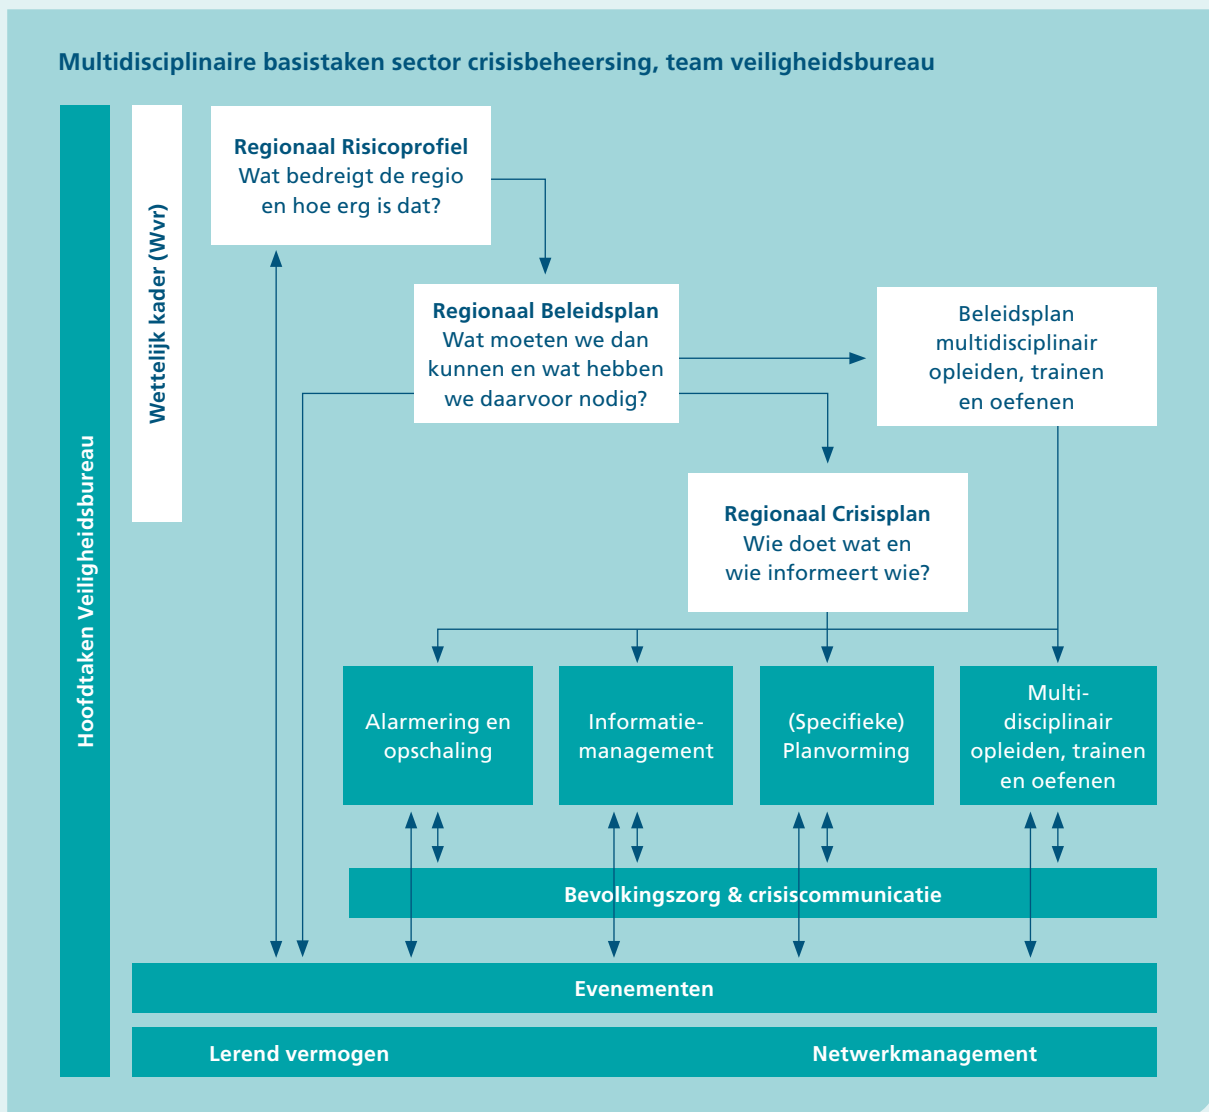 Multidisciplinaire basistaken sector crisisbeheersing, team veiligheidsbureau
Hoofdtaken Veiligheidsbureau
Wettelijk kader (Wvr)
Regionaal Risicoprofiel
Wat bedreigt de regio
en hoe erg is dat?
Regionaal Beleidsplan
Wat moeten we dan
kunnen en wat hebben
we daarvoor nodig?
Beleidsplan
multidisciplinair
opleiden, trainen
en oefenen
Regionaal Crisisplan
Wie doet wat en
wie informeert wie?
Alarmering en
opschaling
Informatie-
management
(Specifieke)
Planvorming
Multi-
disciplinair
opleiden, trainen
en oefenen
Bevolkingszorg & crisiscommunicatie
Evenementen
Lerend vermogen
Netwerkmanagement